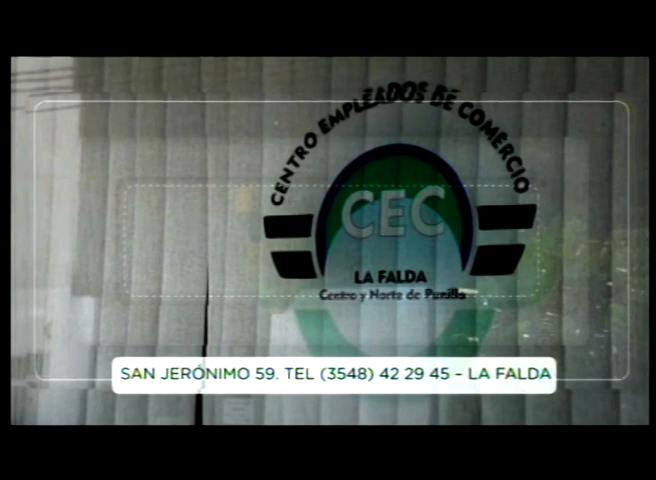 CENTRO EMPLEADOS DE COMERCIO
CEC
LA FALDA
Centro y Norte de Punilla
SAN JERÓNIMO 59. TEL (3548) 42 29 45 – LA FALDA